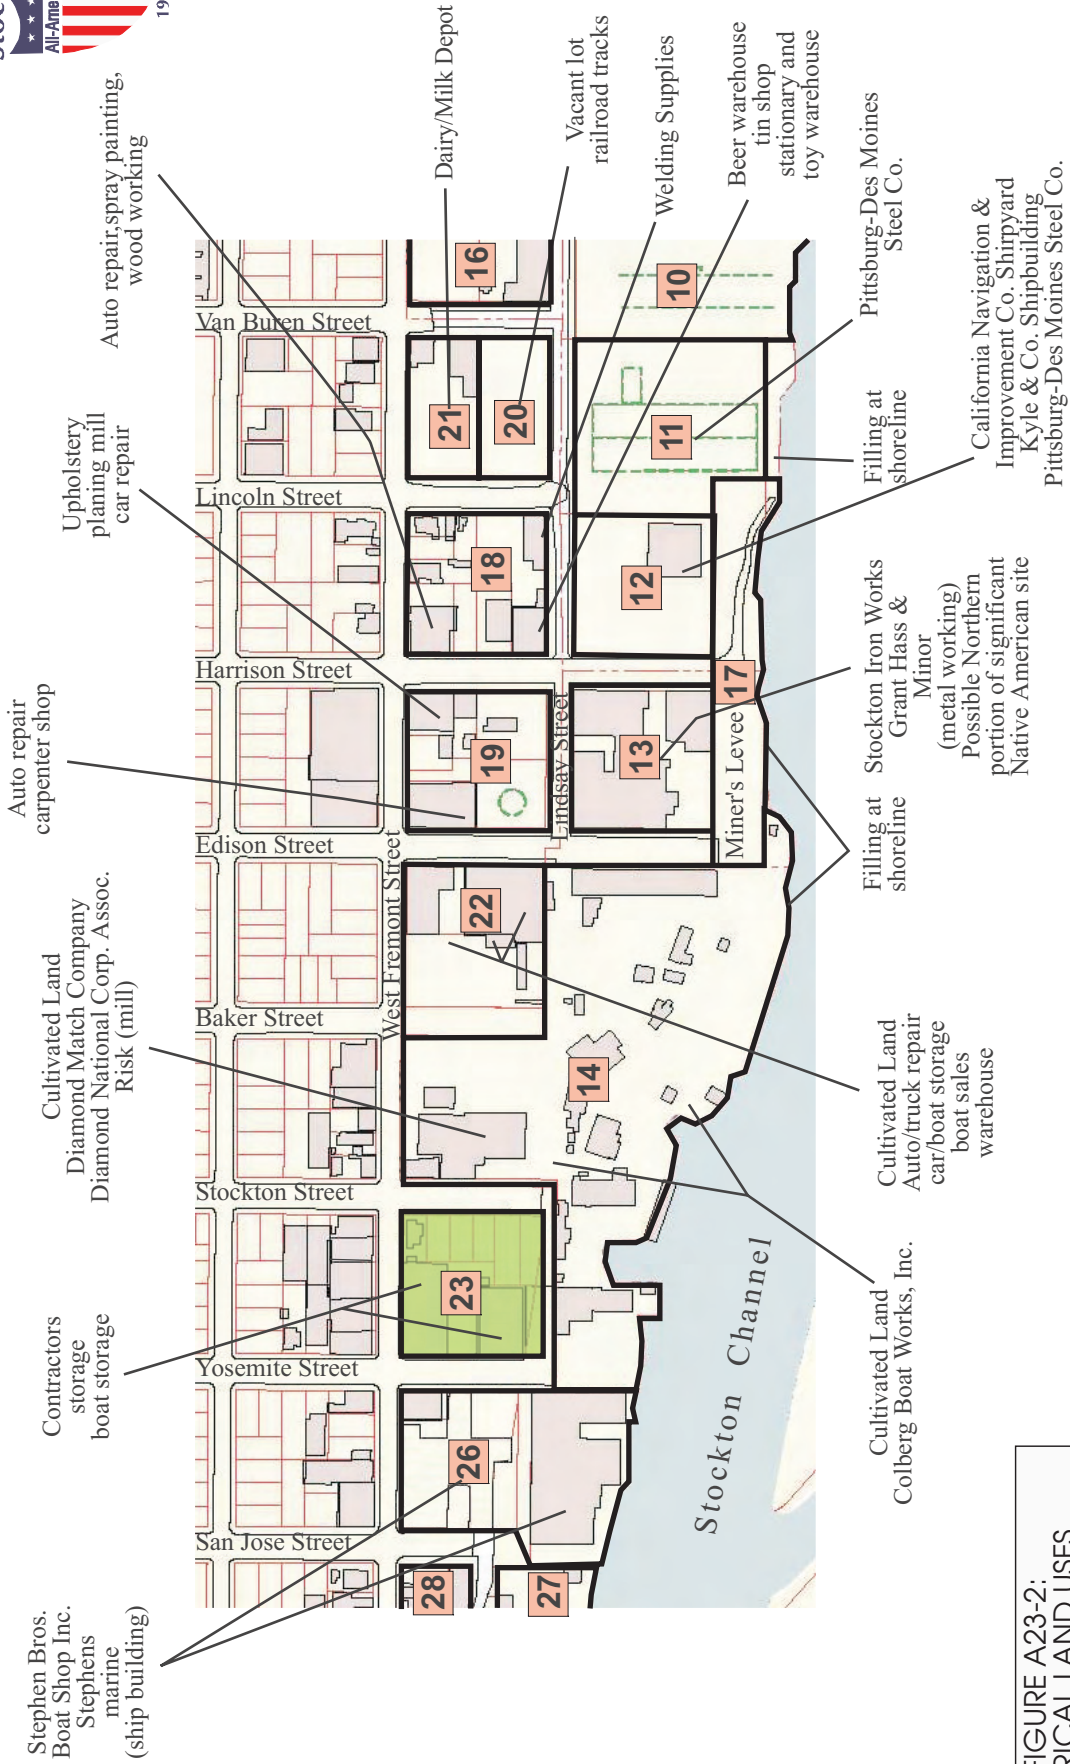 Stoc
All-Ame
19
Stephen Bros.
Boat Shop Inc.
Stephens
marine
(ship building)
Contractors
storage
boat storage
Cultivated Land
Diamond Match Company
Diamond National Corp. Assoc.
Risk (mill)
Auto repair
carpenter shop
Upholstery
planing mill
car repair
Auto repair,spray painting,
wood working
San Jose Street
Yosemite Street
Stockton Street
Baker Street
Edison Street
Harrison Street
Lincoln Street
Van Buren Street
West Fremont Street
Lindsay Street
28
26
23
22
19
18
21
20
16
27
14
13
12
11
10
17
Miner's Levee
Stockton Channel
Dairy/Milk Depot
Vacant lot
railroad tracks
Welding Supplies
Beer warehouse
tin shop
stationary and
toy warehouse
Pittsburg-Des Moines
Steel Co.
California Navigation &
Improvement Co. Shirpyard
Kyle & Co. Shipbuilding
Pittsburg-Des Moines Steel Co.
Filling at
shoreline
Stockton Iron Works
Grant Hass &
Minor
(metal working)
Possible Northern
portion of significant
Native American site
Filling at
shoreline
Cultivated Land
Auto/truck repair
car/boat storage
boat sales
warehouse
Cultivated Land
Colberg Boat Works, Inc.
FIGURE A23-2:
RICAL LAND USES